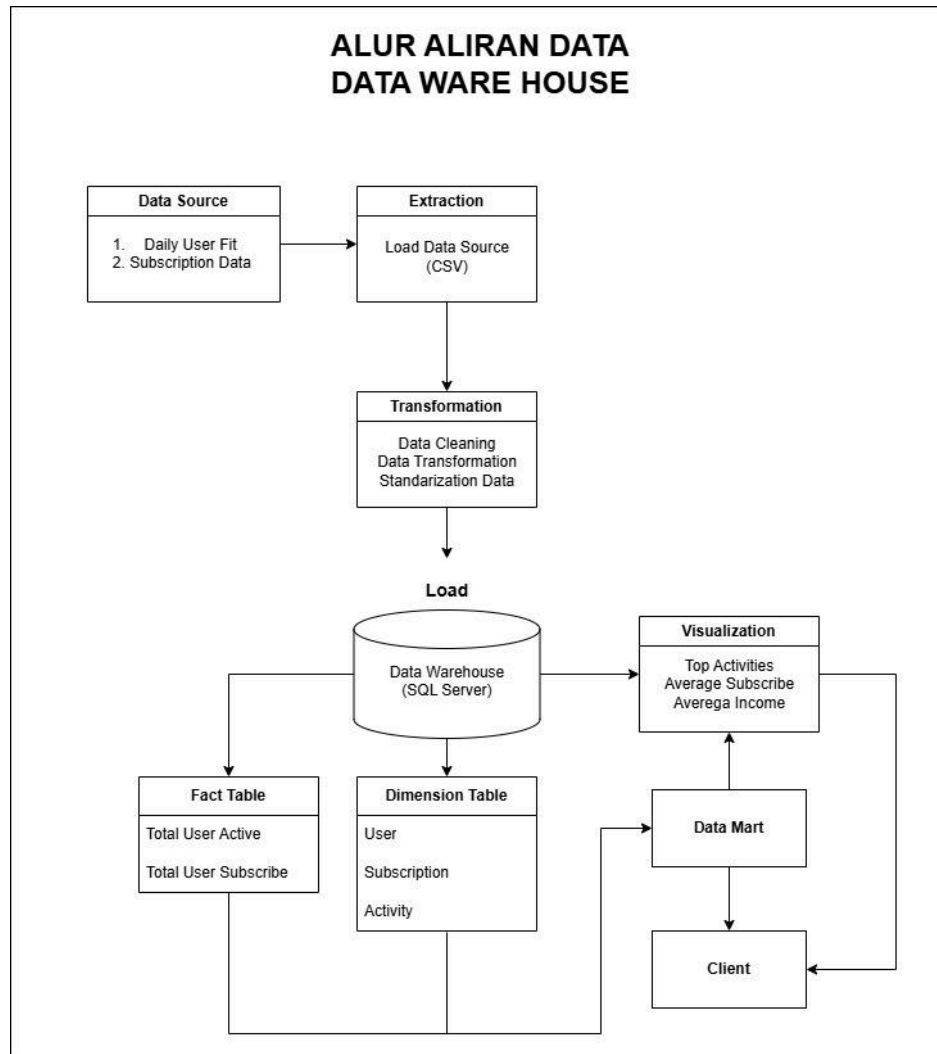 ALUR ALIRAN DATA
DATA WARE HOUSE
Data Source
1. Daily User Fit
2. Subscription Data
Extraction
Load Data Source
(CSV)
Transformation
Data Cleaning
Data Transformation
Standarization Data
Load
Data Warehouse
(SQL Server)
Visualization
Top Activities
Average Subscribe
Averega Income
Fact Table
Total User Active
Total User Subscribe
Dimension Table
User
Subscription
Activity
Data Mart
Client